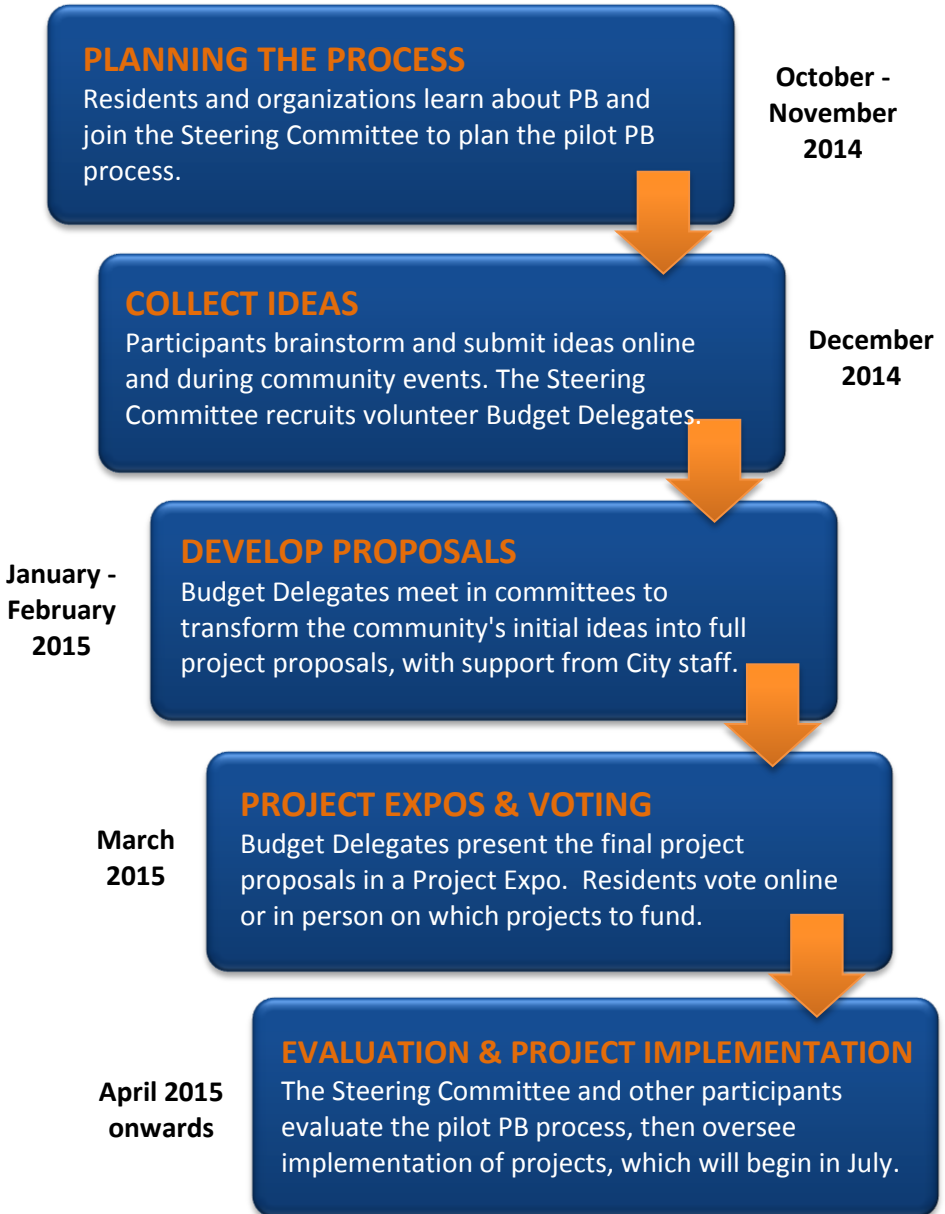 PLANNING THE PROCESS
Residents and organizations learn about PB and
join the Steering Committee to plan the pilot PB
process.
October -
November
2014
COLLECT IDEAS
Participants brainstorm and submit ideas online
and during community events. The Steering
Committee recruits volunteer Budget Delegates.
December
2014
January -
February
2015
DEVELOP PROPOSALS
Budget Delegates meet in committees to
transform the community's initial ideas into full
project proposals, with support from City staff.
March
2015
PROJECT EXPOS & VOTING
Budget Delegates present the final project
proposals in a Project Expo.  Residents vote online
or in person on which projects to fund.
April 2015
onwards
EVALUATION & PROJECT IMPLEMENTATION
The Steering Committee and other participants
evaluate the pilot PB process, then oversee
implementation of projects, which will begin in July.